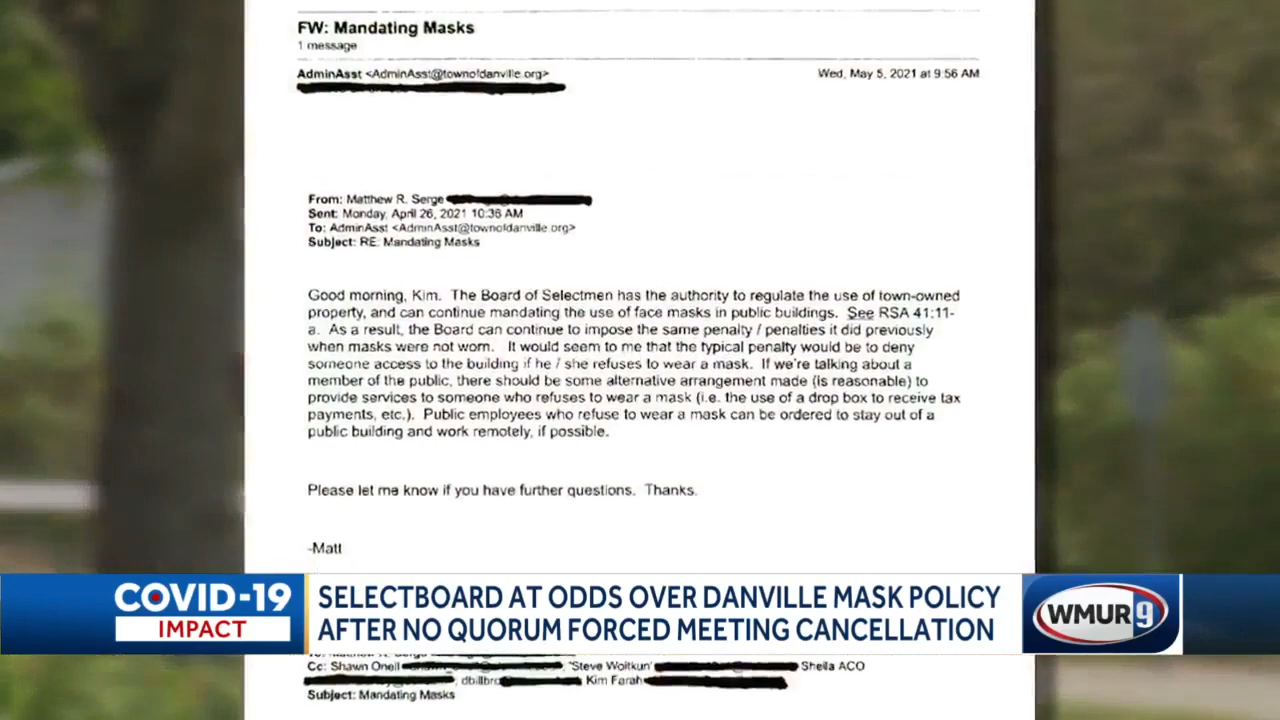 FW: Mandating Masks
1 message
AdminAsst <AdminAsst@townofdanville.org>
Wed, May 5, 2021 at 9:56 AM
From: Matthew R. Serge
Sent: Monday, April 26, 2021 10:36 AM
To: AdminAsst <AdminAsst@townofdanville.org>
Subject: RE: Mandating Masks
Good morning, Kim. The Board of Selectmen has the authority to regulate the use of town-owned
property, and can continue mandating the use of face masks in public buildings. See RSA 41:11-
a. As a result, the Board can continue to impose the same penalty / penalties it did previously
when masks were not worn. It would seem to me that the typical penalty would be to deny
someone access to the building if he / she refuses to wear a mask. If we're talking about a
member of the public, there should be some alternative arrangement made (is reasonable) to
provide services to someone who refuses to wear a mask (i.e. the use of a drop box to receive tax
payments, etc.). Public employees who refuse to wear a mask can be ordered to stay out of a
public building and work remotely, if possible.
Please let me know if you have further questions. Thanks.
-Matt
COVID-19
IMPACT
SELECTBOARD AT ODDS OVER DANVILLE MASK POLICY
AFTER NO QUORUM FORCED MEETING CANCELLATION
WMUR 9
Cc: Shawn Oneil , 'Steve Woitkun' Sheila ACO
, dbillbro Kim Farah
Subject: Mandating Masks